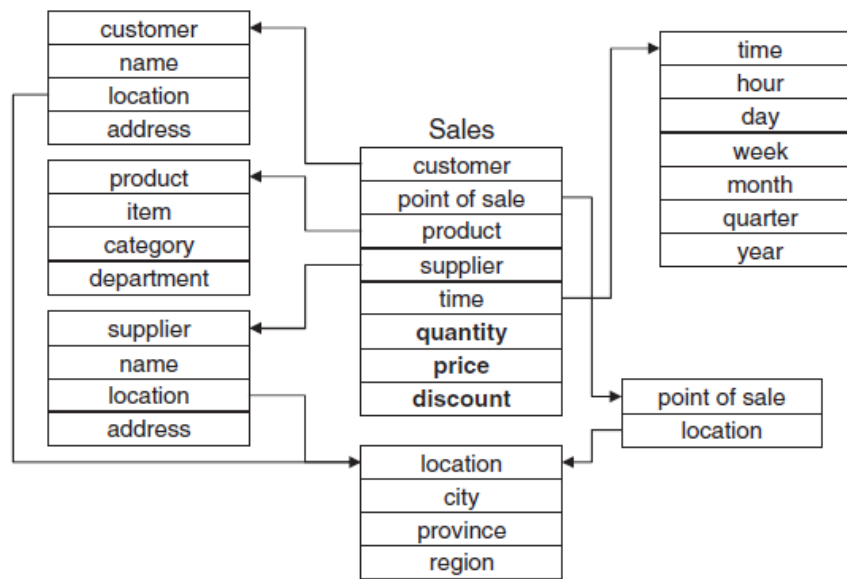 customer
name
location
address
product
item
category
department
supplier
name
location
address
Sales
customer
point of sale
product
supplier
time
quantity
price
discount
location
city
province
region
time
hour
day
week
month
quarter
year
point of sale
location